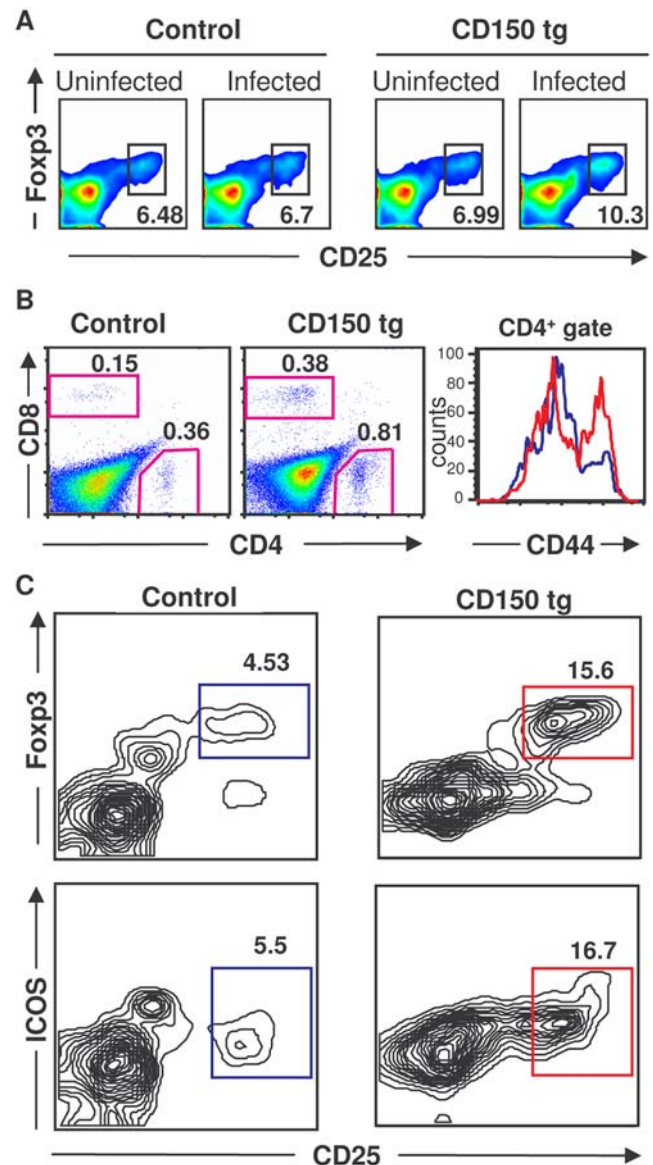 A
Control CD150 tg
Uninfected Infected Uninfected Infected
Foxp3
6.48 6.7 6.99 10.3
CD25
B
Control CD150 tg CD4⁺ gate
0.15 0.38
0.36 0.81
CD8
CD4
100
80
60
40
20
0
counts
CD44
C
Control CD150 tg
4.53 15.6
Foxp3
5.5 16.7
ICOS
CD25